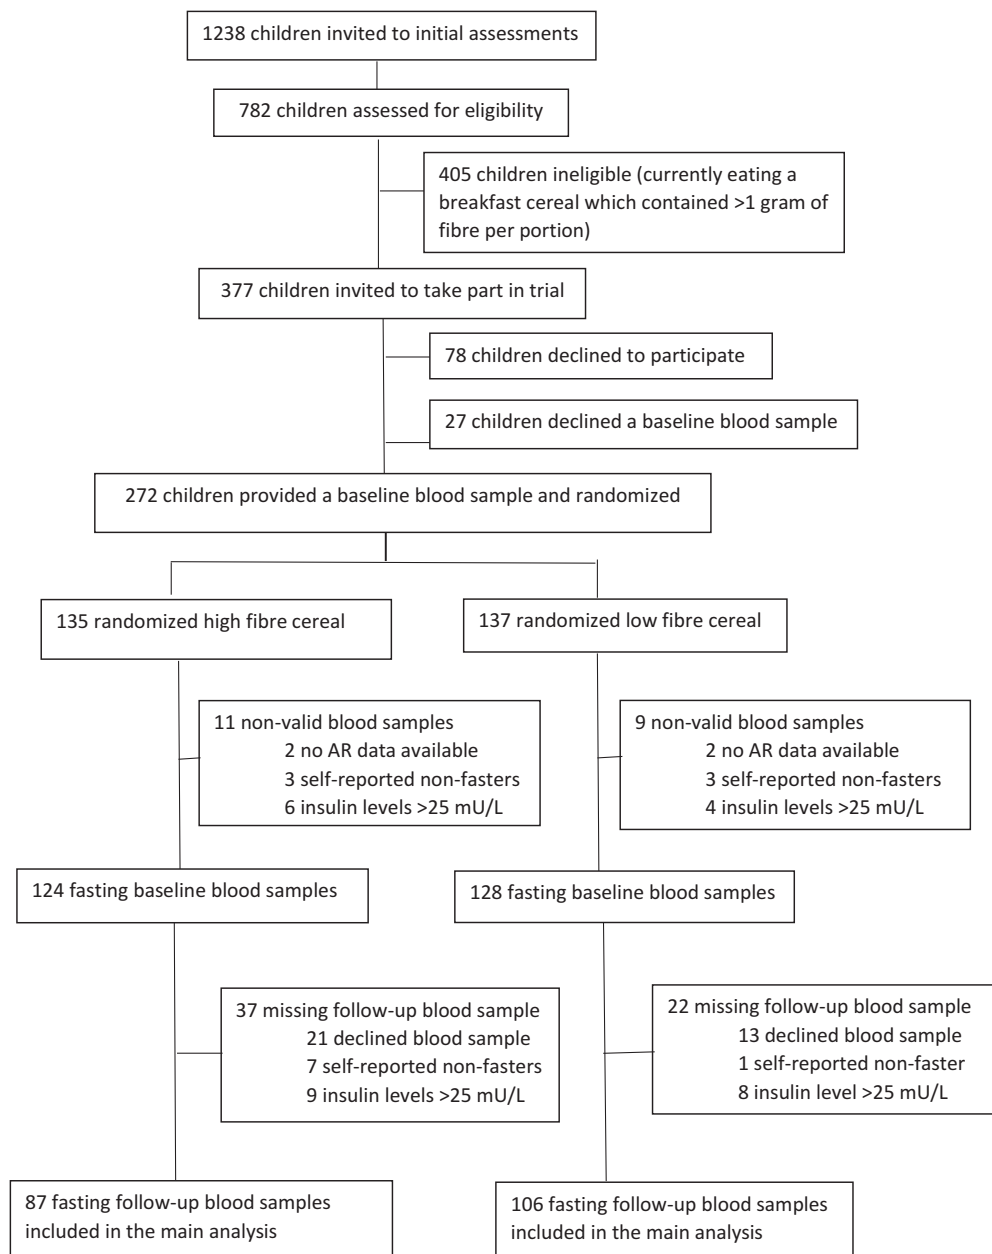 1238 children invited to initial assessments
782 children assessed for eligibility
405 children ineligible (currently eating a
breakfast cereal which contained >1 gram of
fibre per portion)
377 children invited to take part in trial
78 children declined to participate
27 children declined a baseline blood sample
272 children provided a baseline blood sample and randomized
135 randomized high fibre cereal
137 randomized low fibre cereal
11 non-valid blood samples
2 no AR data available
3 self-reported non-fasters
6 insulin levels >25 mU/L
9 non-valid blood samples
2 no AR data available
3 self-reported non-fasters
4 insulin levels >25 mU/L
124 fasting baseline blood samples
128 fasting baseline blood samples
37 missing follow-up blood sample
21 declined blood sample
7 self-reported non-fasters
9 insulin levels >25 mU/L
22 missing follow-up blood sample
13 declined blood sample
1 self-reported non-faster
8 insulin level >25 mU/L
87 fasting follow-up blood samples
included in the main analysis
106 fasting follow-up blood samples
included in the main analysis